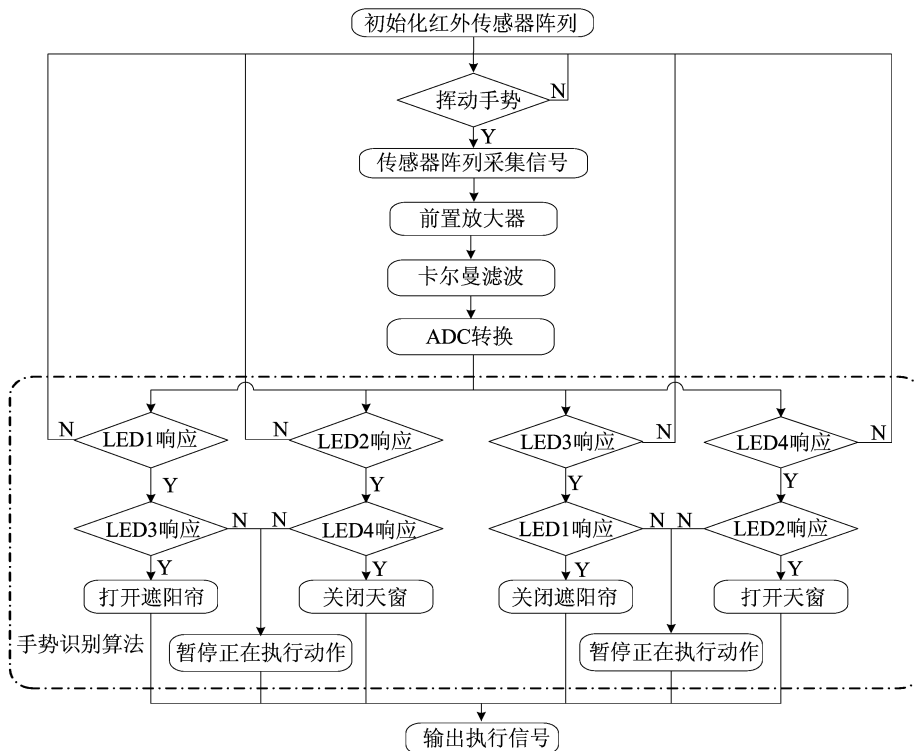 初始化红外传感器阵列
挥动手势
N
Y
传感器阵列采集信号
前置放大器
卡尔曼滤波
ADC转换
N
LED1响应
N
LED2响应
LED3响应
N
LED4响应
N
Y
Y
Y
Y
LED3响应
N
N
LED4响应
LED1响应
N
N
LED2响应
Y
Y
Y
Y
打开遮阳帘
关闭天窗
关闭遮阳帘
打开天窗
手势识别算法
暂停正在执行动作
暂停正在执行动作
输出执行信号